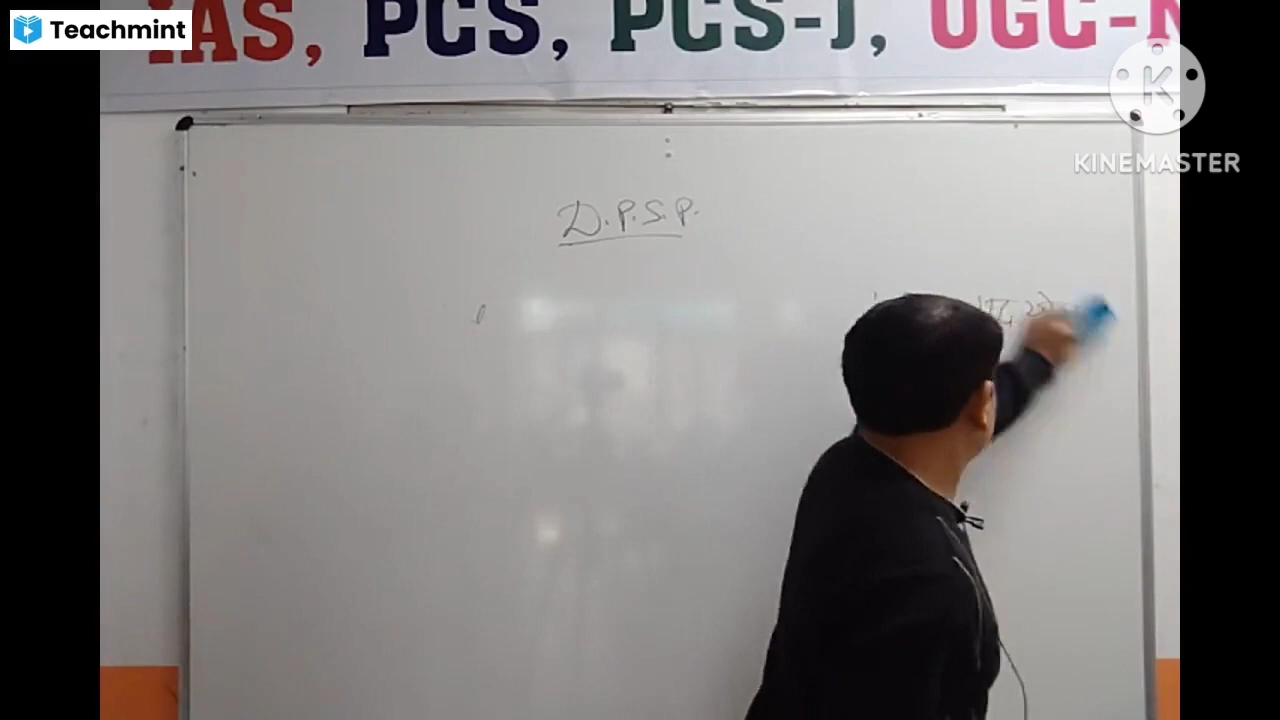 Teachmint
IAS, PCS, PCS-J, UGC-N
K
KINEMASTER
D.P.S.P.